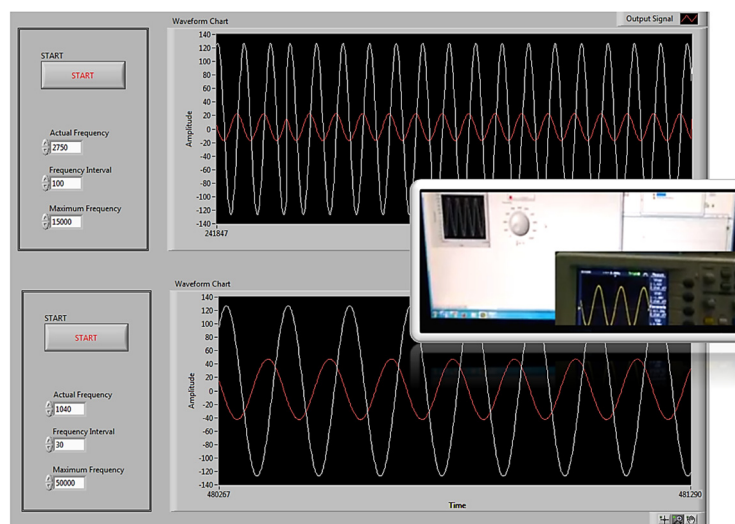 Waveform Chart
Output Signal
START
START
Actual Frequency
2750
Frequency Interval
100
Maximum Frequency
15000
Amplitude
140
120
100
80
60
40
20
0
-20
-40
-60
-80
-100
-120
-140
241847
Waveform Chart
START
START
Actual Frequency
1040
Frequency Interval
30
Maximum Frequency
50000
Amplitude
140
120
100
80
60
40
20
0
-20
-40
-60
-80
-100
-120
-140
480267
481290
Time